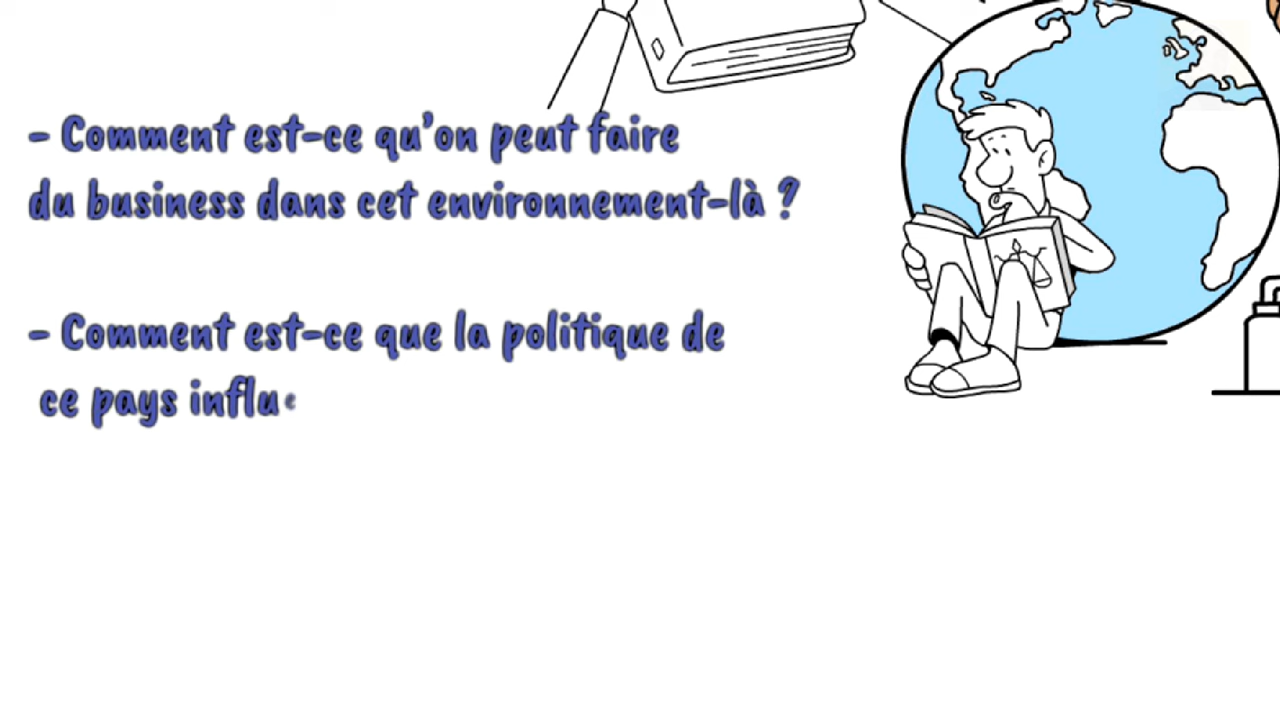 - Comment est-ce qu'on peut faire
du business dans cet environnement-là ?
- Comment est-ce que la politique de
ce pays influe